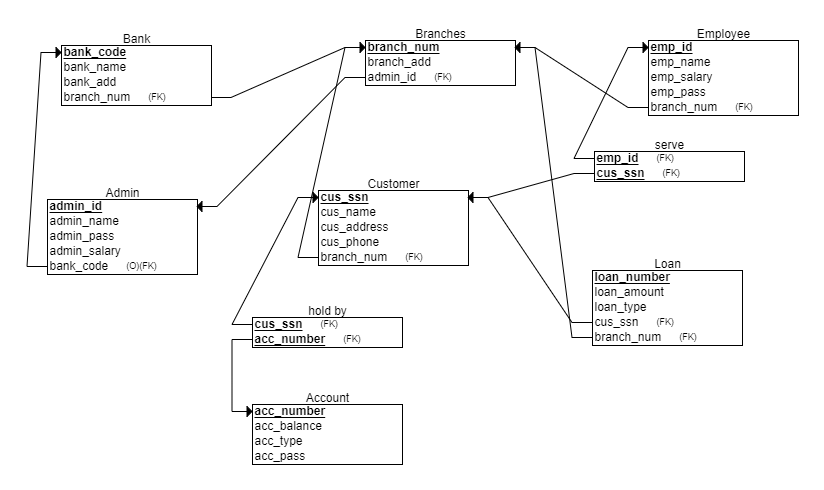 Bank
bank_code
bank_name
bank_add
branch_num (FK)
Branches
branch_num
branch_add
admin_id (FK)
Employee
emp_id
emp_name
emp_salary
emp_pass
branch_num (FK)
serve
emp_id (FK)
cus_ssn (FK)
Admin
admin_id
admin_name
admin_pass
admin_salary
bank_code (O)(FK)
Customer
cus_ssn
cus_name
cus_address
cus_phone
branch_num (FK)
Loan
loan_number
loan_amount
loan_type
cus_ssn (FK)
branch_num (FK)
hold by
cus_ssn (FK)
acc_number (FK)
Account
acc_number
acc_balance
acc_type
acc_pass